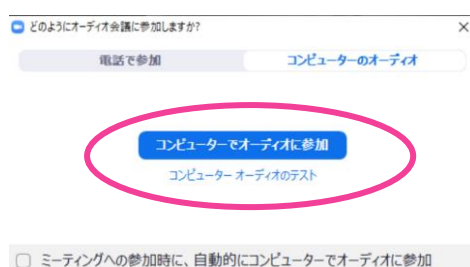 どのようにオーディオ会議に参加しますか?
電話で参加 コンピューターのオーディオ
コンピューターでオーディオに参加
コンピューター オーディオのテスト
ミーティングへの参加時に、自動的にコンピューターでオーディオに参加